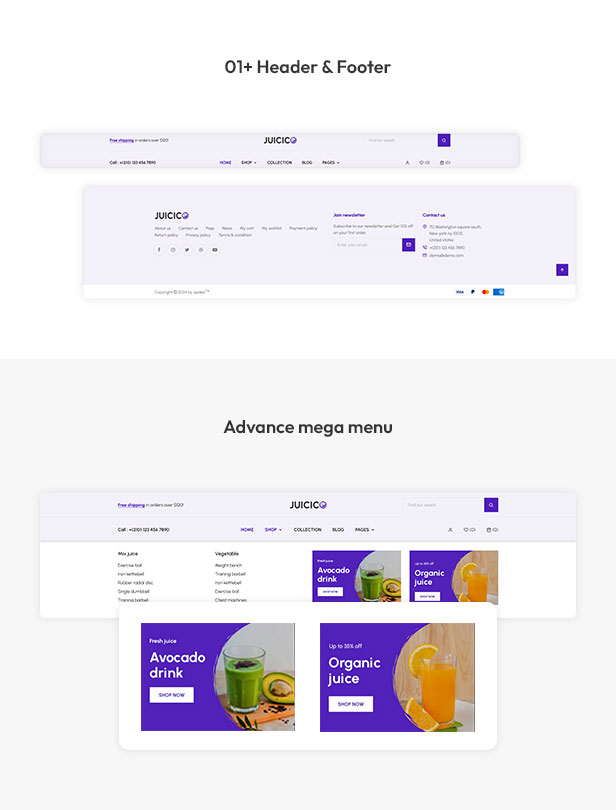 01+ Header & Footer
Free shipping in orders over $120!
JUICICO
Find our search
Call : +(210) 123 456 7890
HOME SHOP COLLECTION BLOG PAGES
(0) (0)
JUICICO
About us Contact us Faqs News My cart My wishlist Payment policy
Return policy Privacy policy Terms & condition
Join newsletter
Subscribe to our newsletter and Get 10% off
on your first order.
Enter your email
Contact us
712 Washington square south
New york ny 10012,
United states
+(210) 123 456 7890
demo@demo.com
Copyright © 2024 by
VISA
Advance mega menu
Free shipping in orders over $120!
JUICICO
Find our search
Call : +(210) 123 456 7890
HOME SHOP COLLECTION BLOG PAGES
(0) (0)
Mix juice
Exercise ball
Iron kettlebell
Rubber radial disc
Single dumbbell
Training barbell
Vegetable
Weight bench
Training barbell
Iron kettlebell
Exercise ball
Chest machines
Fresh juice
Avocado
drink
SHOP NOW
Up to 35% off
Organic
juice
SHOP NOW
Fresh juice
Avocado
drink
SHOP NOW
Up to 35% off
Organic
juice
SHOP NOW